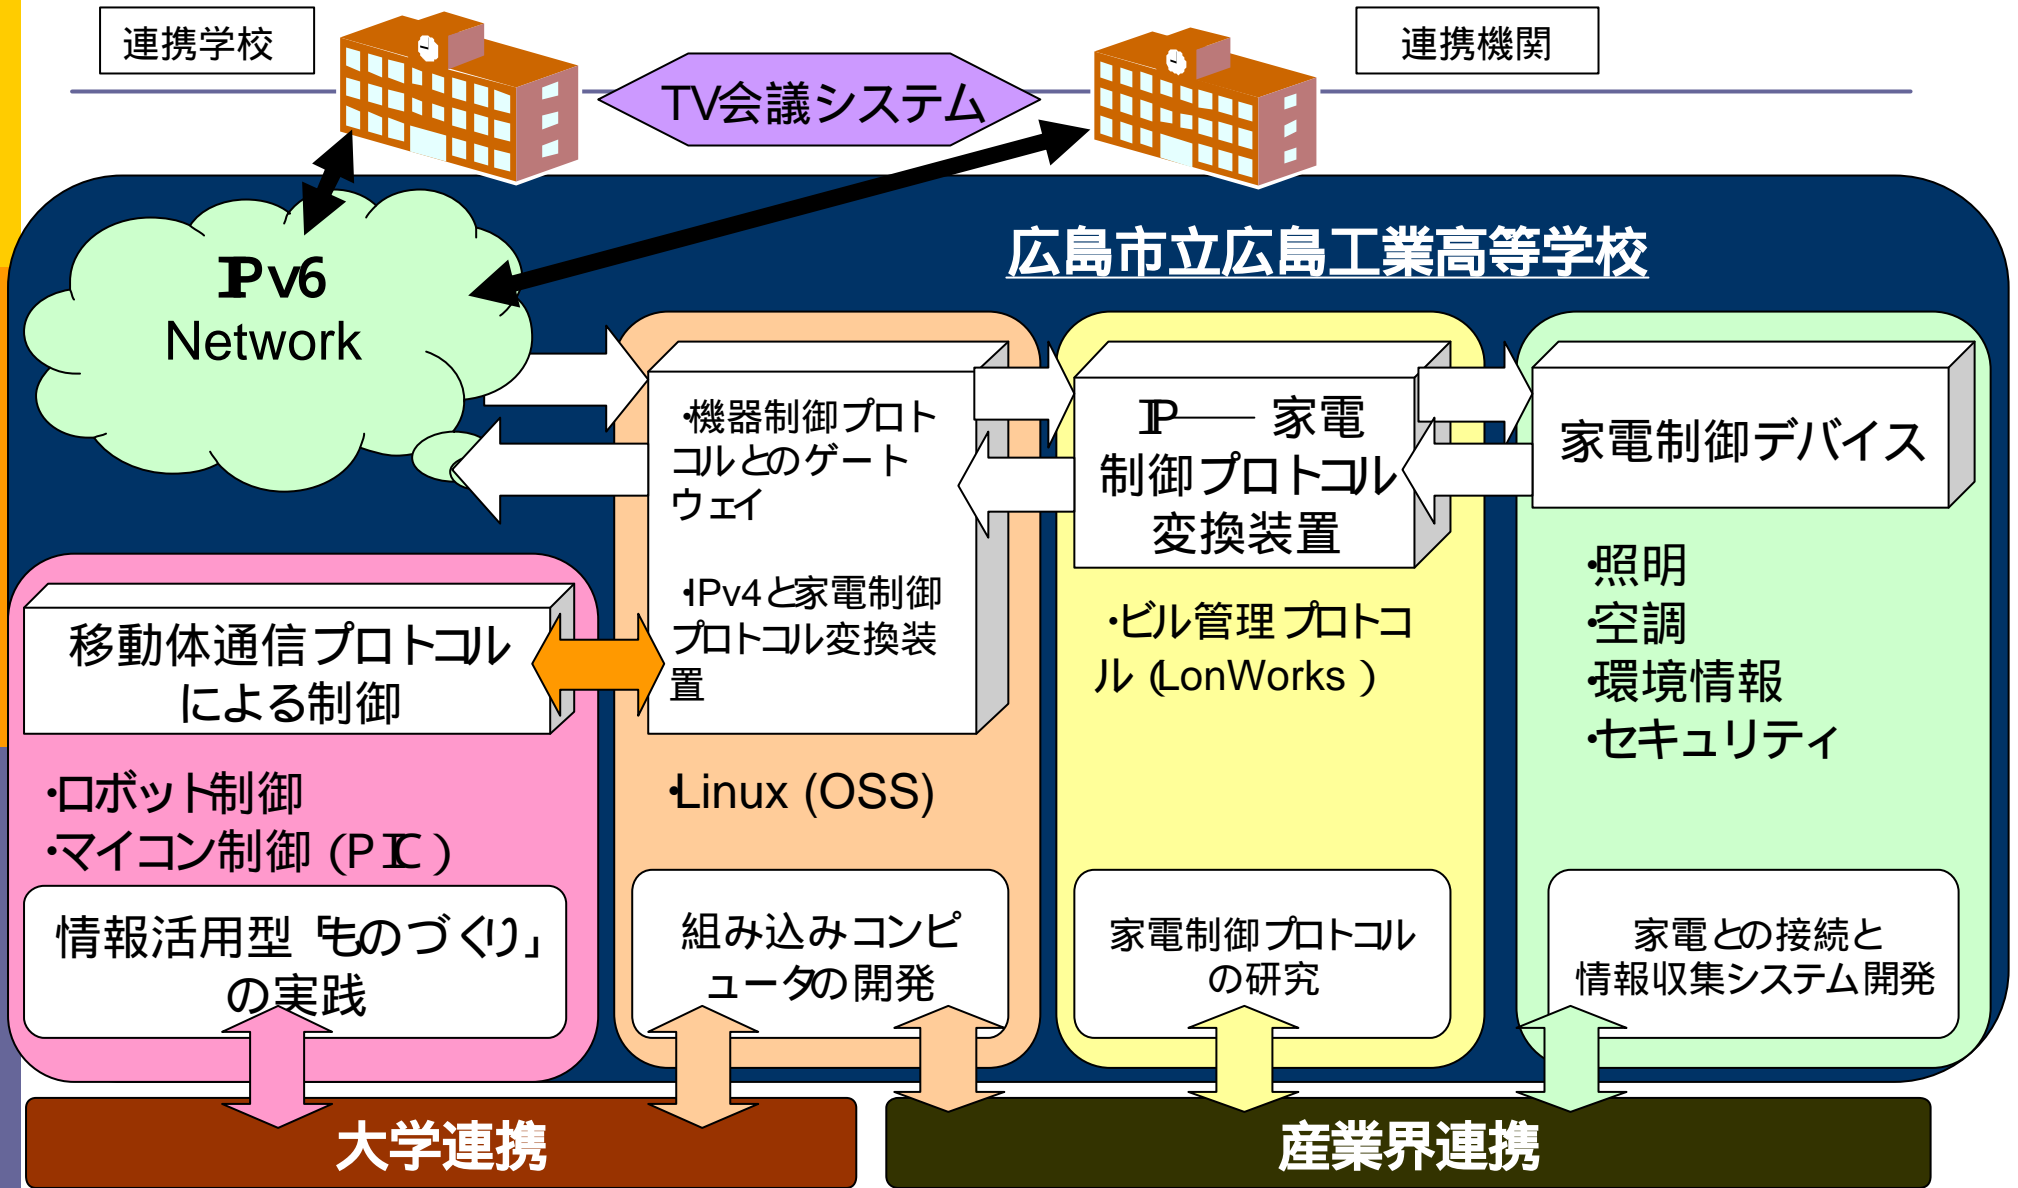 連携学校
TV会議システム
連携機関
広島市立広島工業高等学校
IPv6
Network
・機器制御プロト
コルとのゲート
ウェイ
・IPv4と家電制御
プロトコル変換装
置
・Linux (OSS)
組み込みコンピ
ュータの開発
IP── 家電
制御プロトコル
変換装置
・ビル管理プロトコ
ル(LonWorks)
家電制御プロトコル
の研究
家電制御デバイス
・照明
・空調
・環境情報
・セキュリティ
家電との接続と
情報収集システム開発
移動体通信プロトコル
による制御
・ロボット制御
・マイコン制御(PIC)
情報活用型「ものづくり」
の実践
大学連携
産業界連携